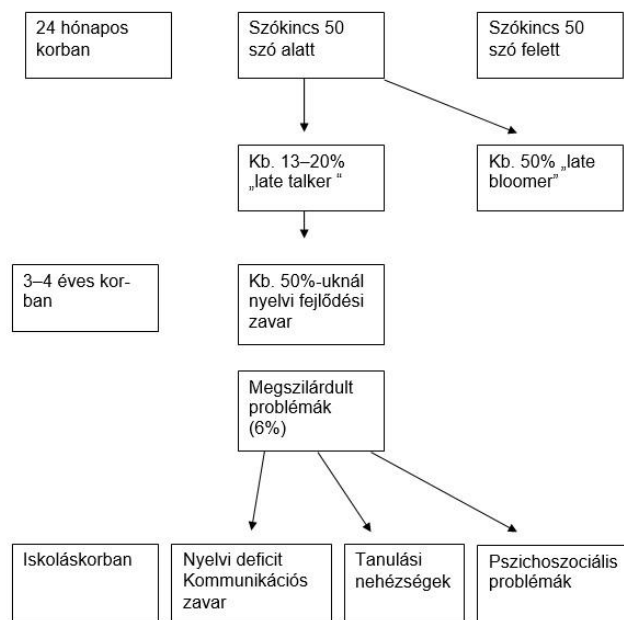 24 hónapos
korban
Szókincs 50
szó alatt
Szókincs 50
szó felett
Kb. 13–20%
„late talker “
Kb. 50% „late
bloomer”
3–4 éves kor-
ban
Kb. 50%-uknál
nyelvi fejlődési
zavar
Megszilárdult
problémák
(6%)
Iskoláskorban
Nyelvi deficit
Kommunikációs
zavar
Tanulási
nehézségek
Pszichoszociális
problémák